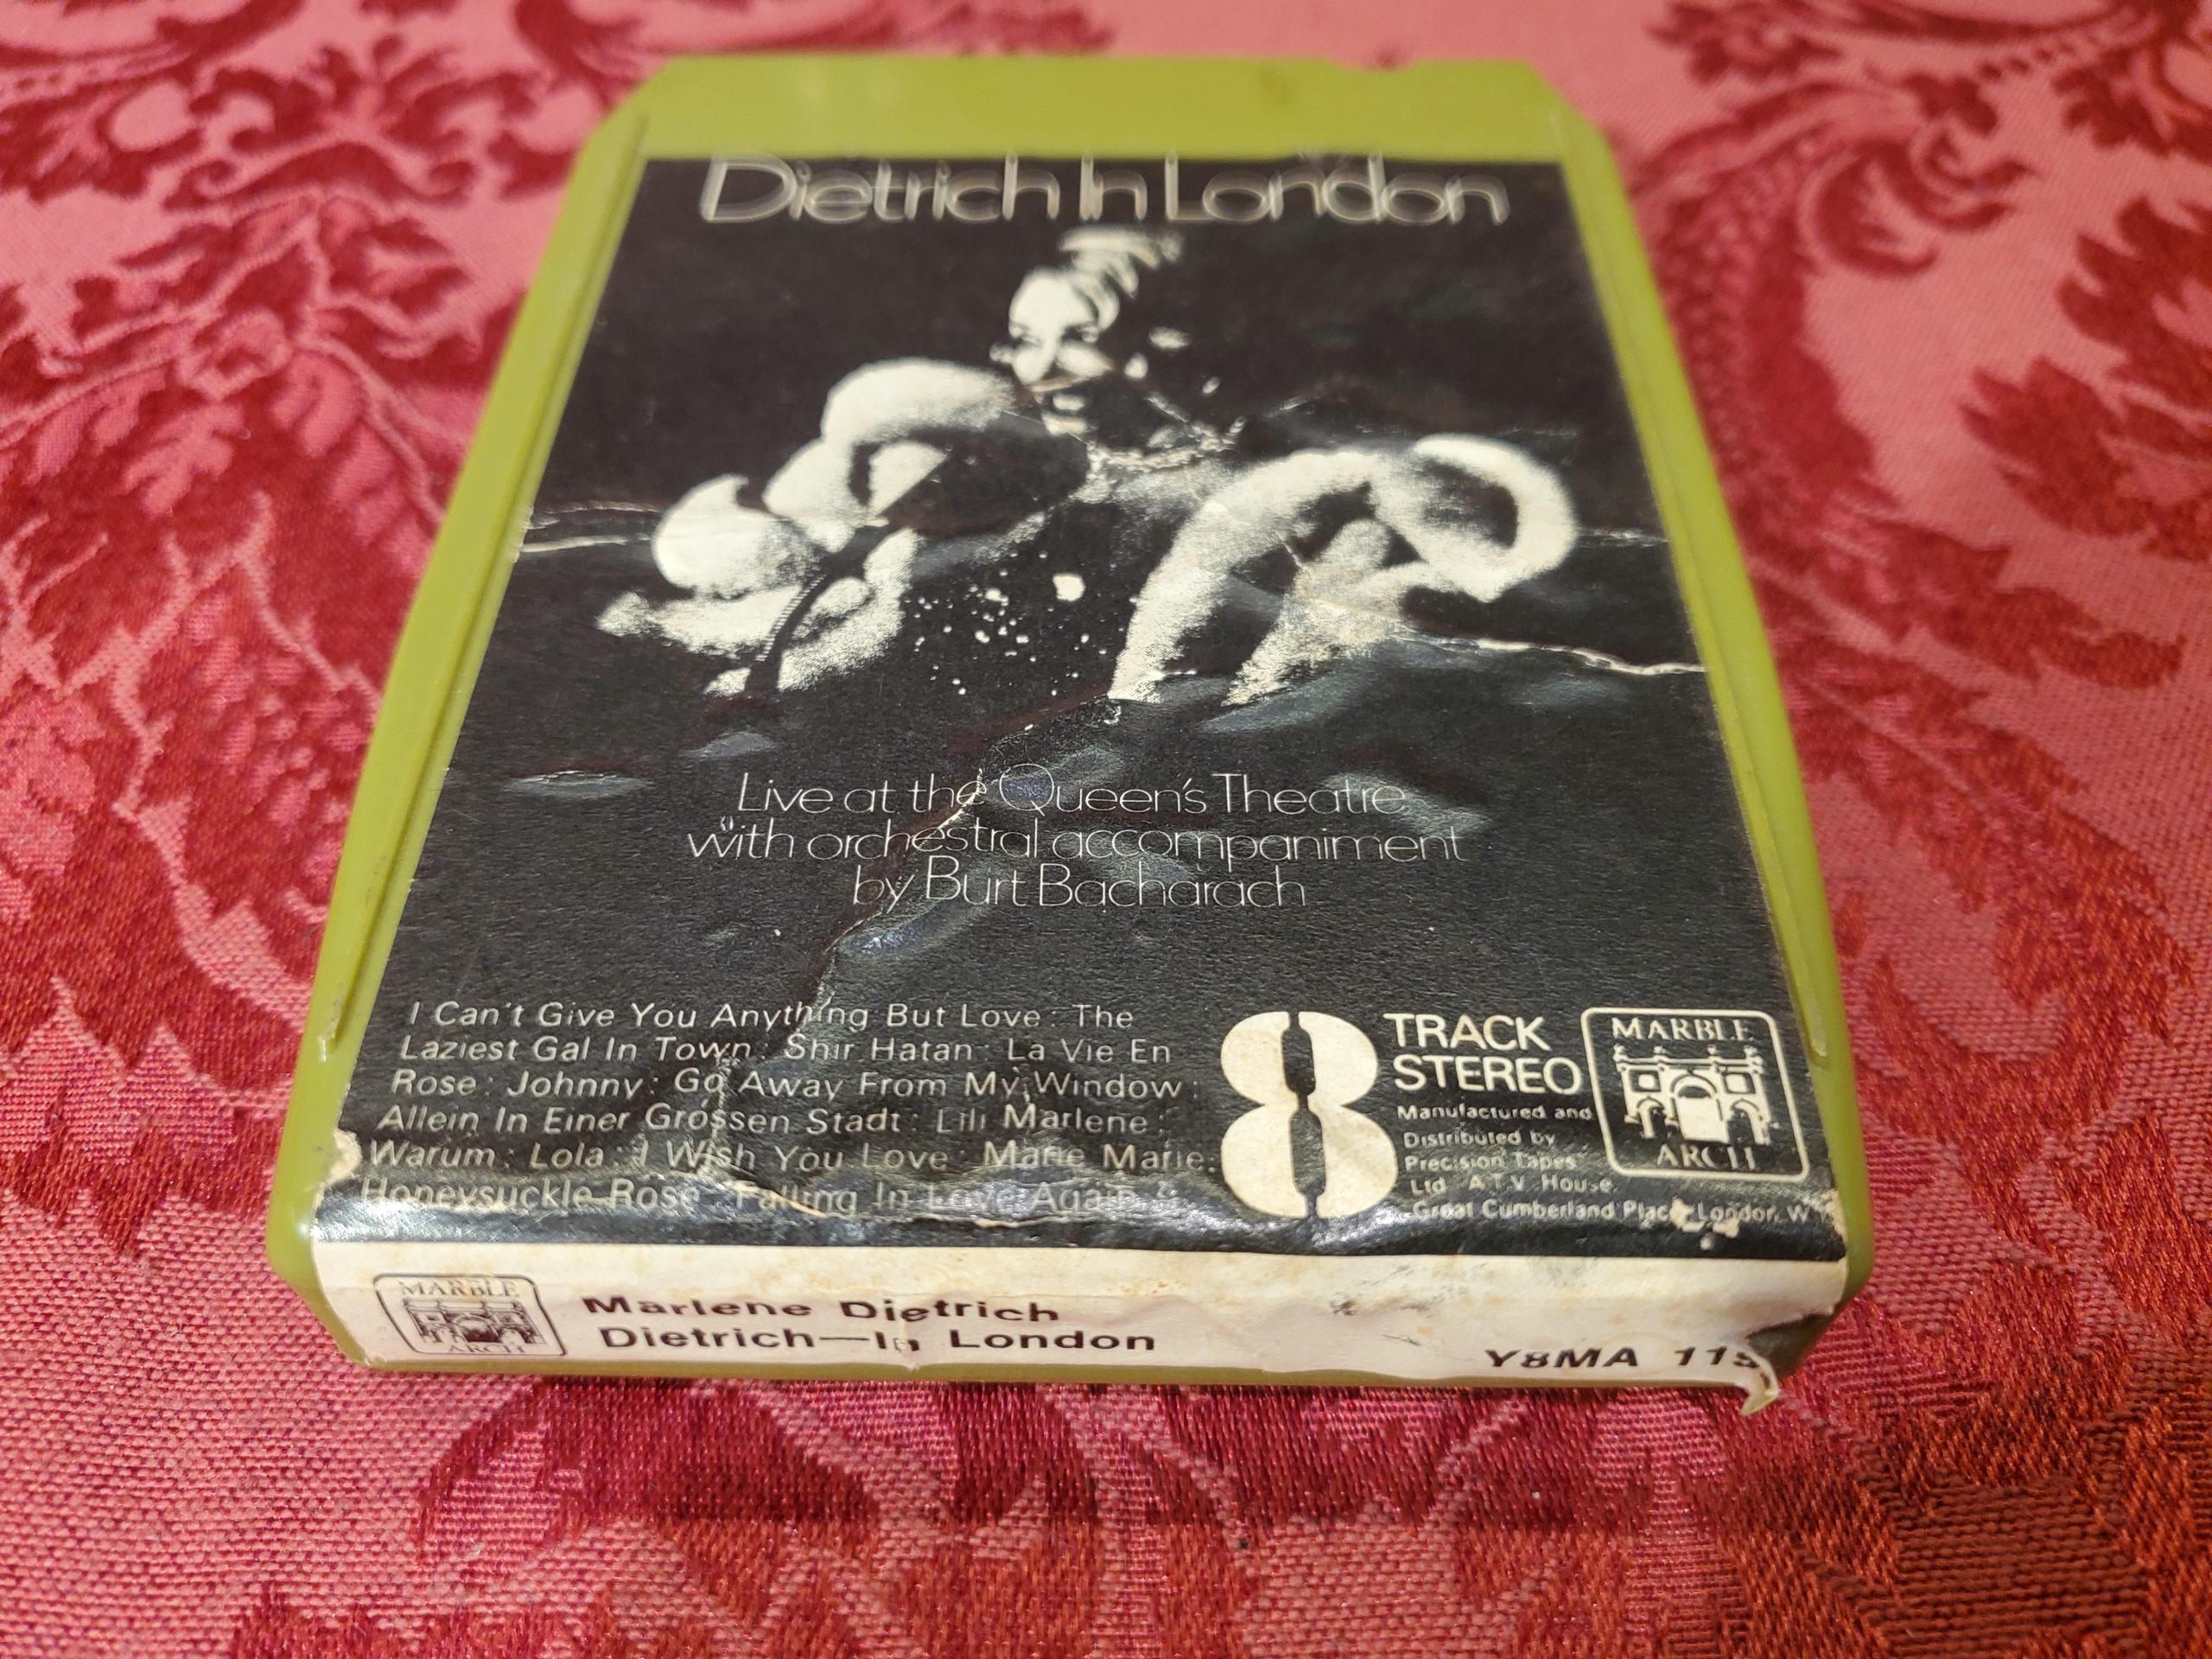 Dietrich In London
Live at the Queen's Theatre
with orchestral accompaniment
by Burt Bacharach
I Can't Give You Anything But Love : The
Laziest Gal In Town : Shir Hatan : La Vie En
Rose : Johnny : Go Away From My Window :
Allein In Einer Grossen Stadt : Lili Marlene :
Warum : Lola : I Wish You Love : Marie Marie :
Honeysuckle Rose : Falling In Love Again
8 TRACK
STEREO
Manufactured and
Distributed by
Precision Tapes
Ltd A.T.V. House
Great Cumberland Place London, W
MARBLE
ARCH
MARBLE
ARCH
Marlene Dietrich
Dietrich—In London
Y8MA 115